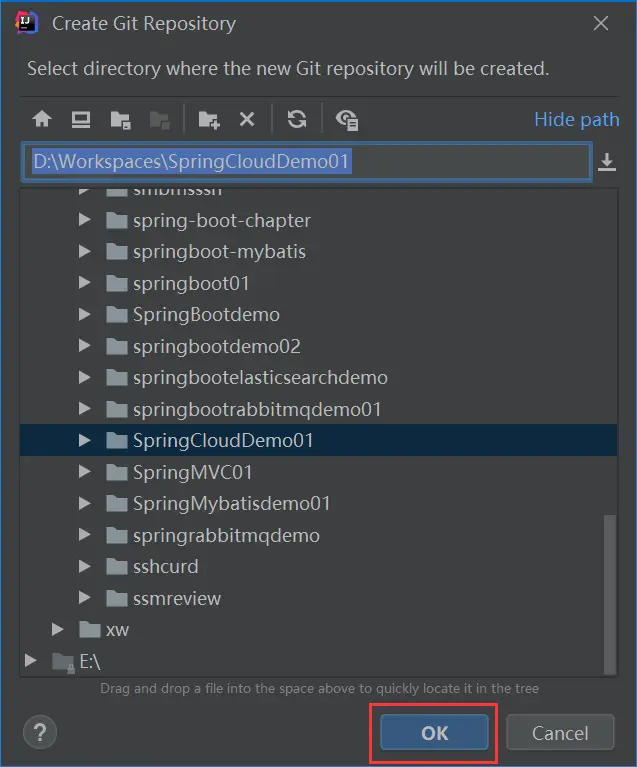 Create Git Repository
Select directory where the new Git repository will be created.
Hide path
D:\Workspaces\SpringCloudDemo01
spring-boot-chapter
springboot-mybatis
springboot01
SpringBootdemo
springbootdemo02
springbootelasticsearchdemo
springbootrabbitmqdemo01
SpringCloudDemo01
SpringMVC01
SpringMybatisdemo01
springrabbitmqdemo
sshcurd
ssmreview
xw
E:\
Drag and drop a file into the space above to quickly locate it in the tree
?
OK
Cancel